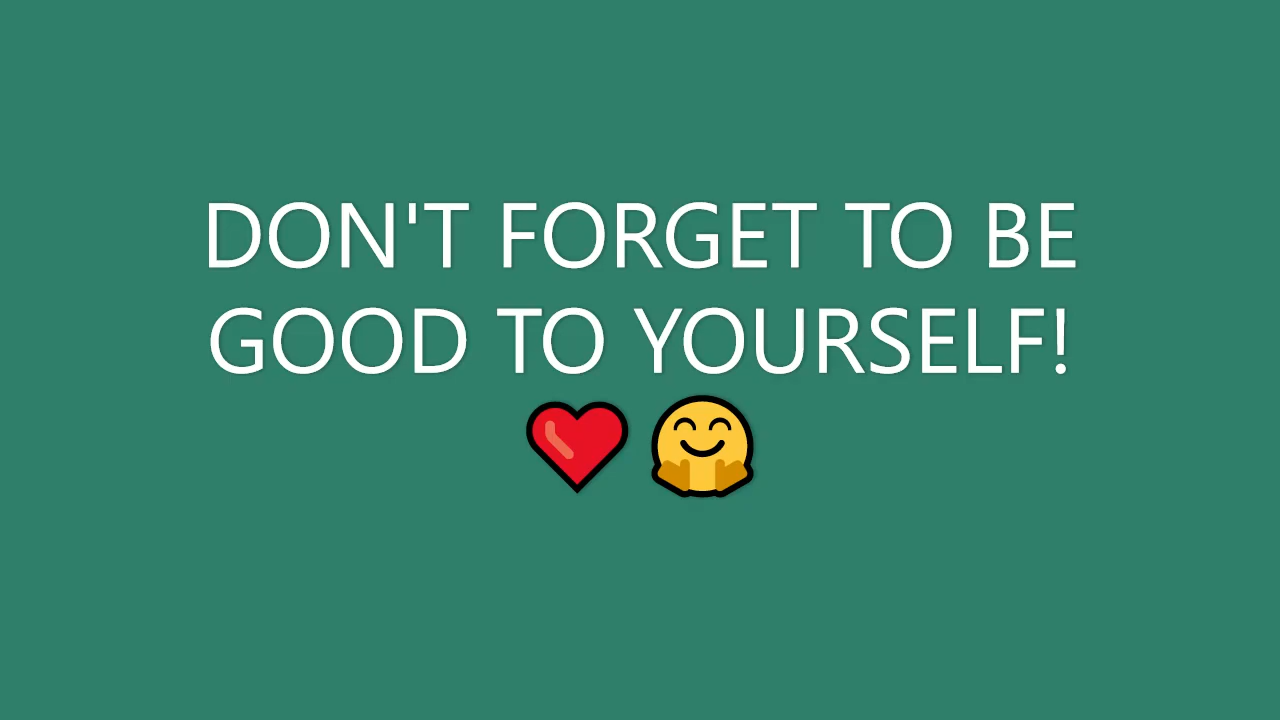 DON'T FORGET TO BE
GOOD TO YOURSELF!
❤️ 🤗